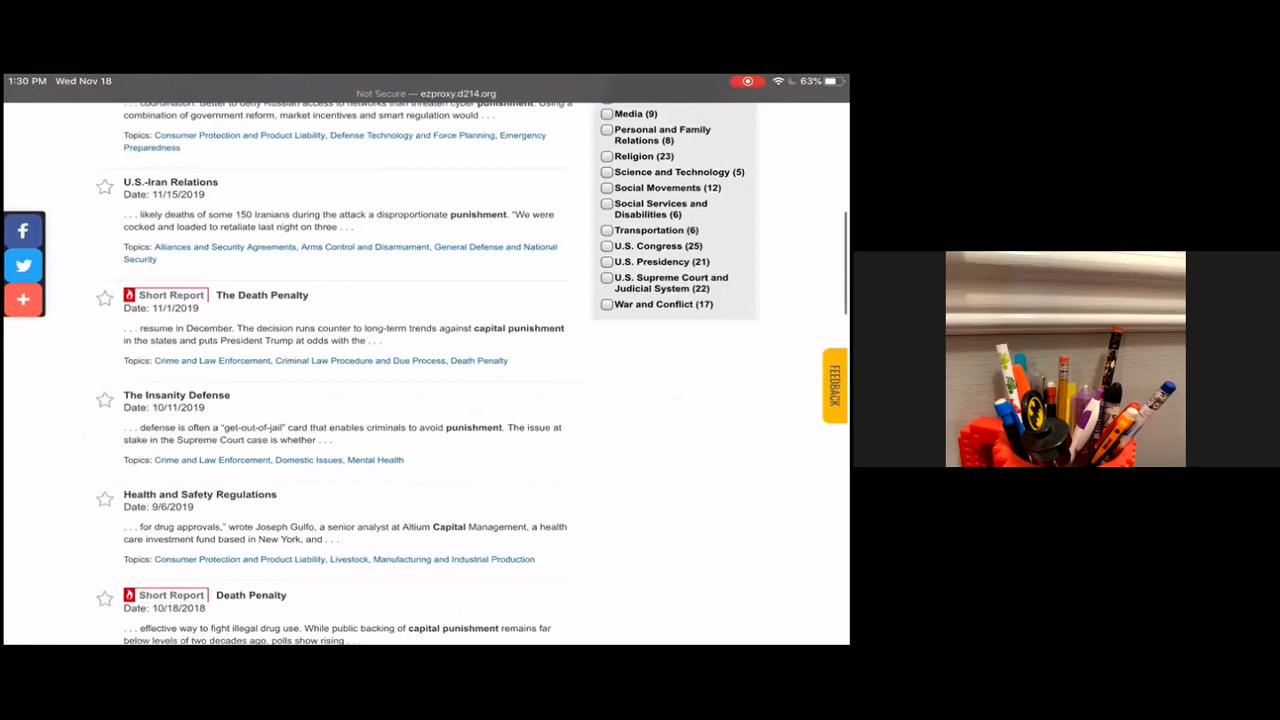 1:30 PM Wed Nov 18
63%
Not Secure — ezproxy.d214.org
. . . coordination. Better to deny Russian access to networks than threaten cyber punishment. Using a
combination of government reform, market incentives and smart regulation would . . .
Topics: Consumer Protection and Product Liability, Defense Technology and Force Planning, Emergency
Preparedness
U.S.-Iran Relations
Date: 11/15/2019
. . . likely deaths of some 150 Iranians during the attack a disproportionate punishment. "We were
cocked and loaded to retaliate last night on three . . .
Topics: Alliances and Security Agreements, Arms Control and Disarmament, General Defense and National
Security
Short Report The Death Penalty
Date: 11/1/2019
. . . resume in December. The decision runs counter to long-term trends against capital punishment
in the states and puts President Trump at odds with the . . .
Topics: Crime and Law Enforcement, Criminal Law Procedure and Due Process, Death Penalty
The Insanity Defense
Date: 10/11/2019
. . . defense is often a "get-out-of-jail" card that enables criminals to avoid punishment. The issue at
stake in the Supreme Court case is whether . . .
Topics: Crime and Law Enforcement, Domestic Issues, Mental Health
Health and Safety Regulations
Date: 9/6/2019
. . . for drug approvals," wrote Joseph Gulfo, a senior analyst at Altium Capital Management, a health
care investment fund based in New York, and . . .
Topics: Consumer Protection and Product Liability, Livestock, Manufacturing and Industrial Production
Short Report Death Penalty
Date: 10/18/2018
. . . effective way to fight illegal drug use. While public backing of capital punishment remains far
below levels of two decades ago, polls show rising . . .
Media (9)
Personal and Family
Relations (8)
Religion (23)
Science and Technology (5)
Social Movements (12)
Social Services and
Disabilities (6)
Transportation (6)
U.S. Congress (25)
U.S. Presidency (21)
U.S. Supreme Court and
Judicial System (22)
War and Conflict (17)
FEEDBACK